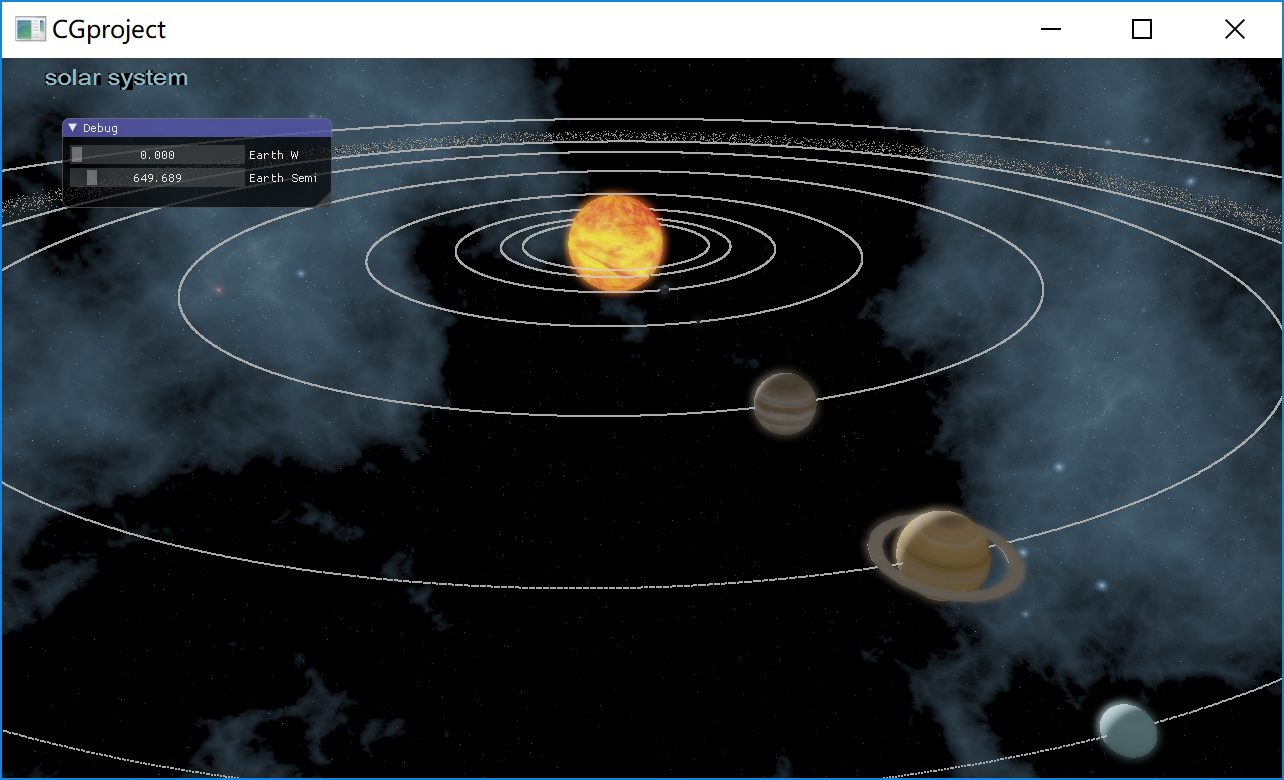 CGproject
solar system
Debug
0.000 Earth W
649.689 Earth Semi